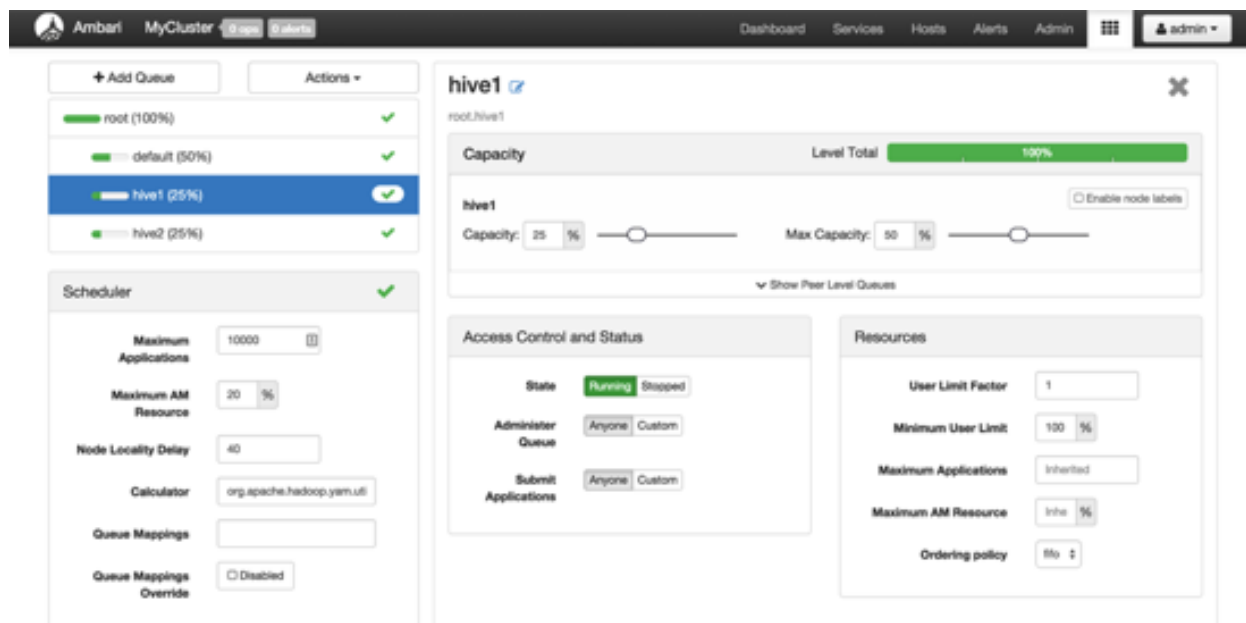 Ambari MyCluster 0 ops 0 alerts Dashboard Services Hosts Alerts Admin admin
+ Add Queue Actions
root (100%)
default (50%)
hive1 (25%)
hive2 (25%)
Scheduler
Maximum Applications 10000
Maximum AM Resource 20 %
Node Locality Delay 40
Calculator org.apache.hadoop.yarn.uti
Queue Mappings
Queue Mappings Override Disabled
hive1
root.hive1
Capacity Level Total 100%
hive1 Enable node labels
Capacity: 25 % Max Capacity: 50 %
Show Peer Level Queues
Access Control and Status
State Running Stopped
Administer Queue Anyone Custom
Submit Applications Anyone Custom
Resources
User Limit Factor 1
Minimum User Limit 100 %
Maximum Applications Inherited
Maximum AM Resource Inhe %
Ordering policy fifo